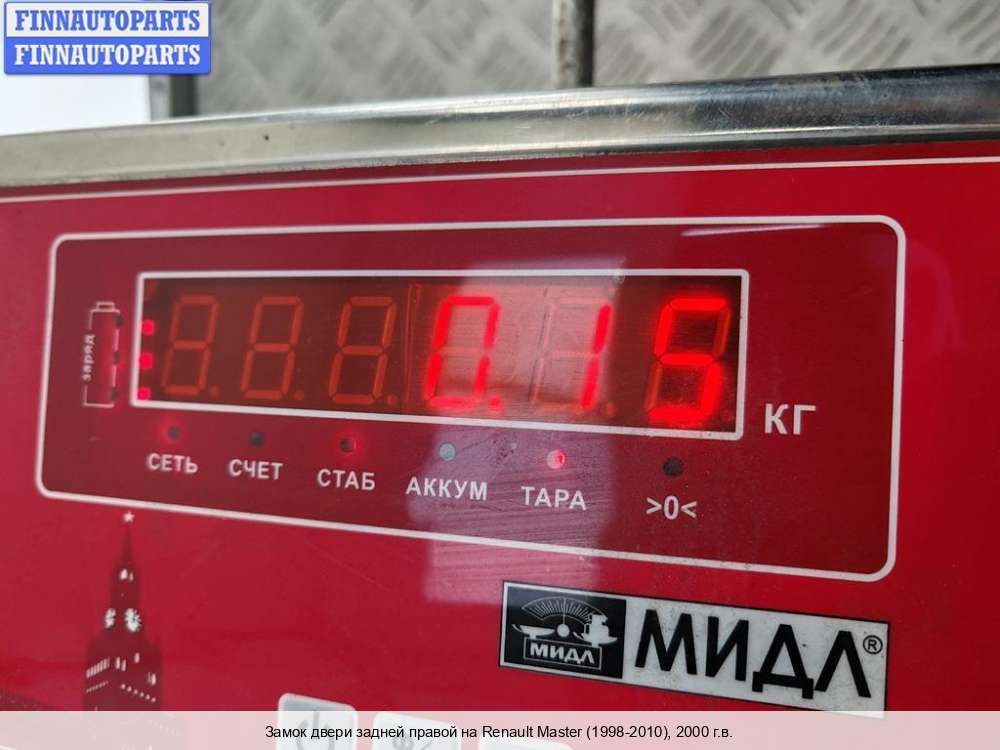 FINNAUTOPARTS
FINNAUTOPARTS
заряд
0.15
КГ
СЕТЬ СЧЕТ СТАБ АККУМ ТАРА >0<
МИДЛ МИДЛ®
Замок двери задней правой на Renault Master (1998-2010), 2000 г.в.